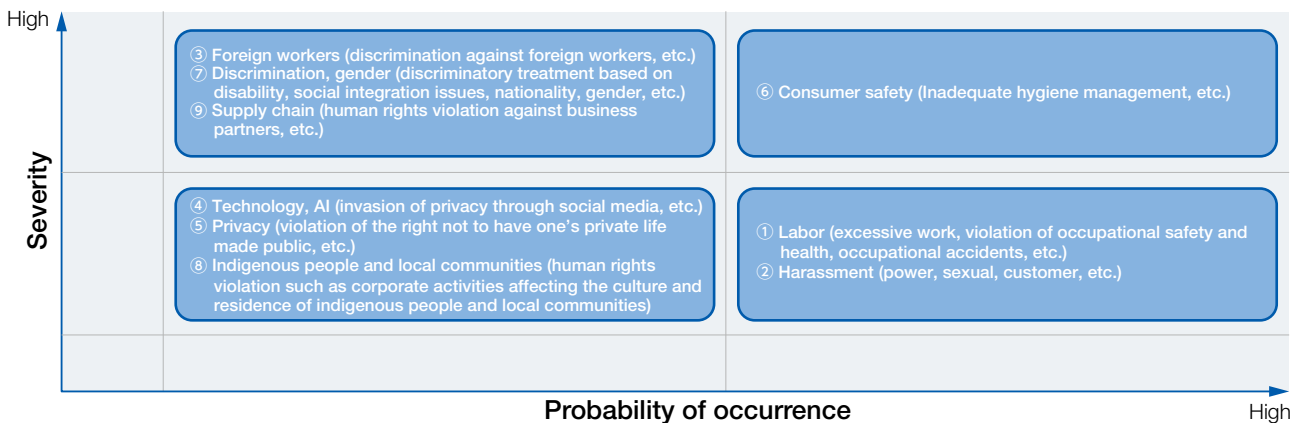 High
Severity
③ Foreign workers (discrimination against foreign workers, etc.)
⑦ Discrimination, gender (discriminatory treatment based on
disability, social integration issues, nationality, gender, etc.)
⑨ Supply chain (human rights violation against business
partners, etc.)
⑥ Consumer safety (Inadequate hygiene management, etc.)
④ Technology, AI (invasion of privacy through social media, etc.)
⑤ Privacy (violation of the right not to have one’s private life
made public, etc.)
⑧ Indigenous people and local communities (human rights
violation such as corporate activities affecting the culture and
residence of indigenous people and local communities)
① Labor (excessive work, violation of occupational safety and
health, occupational accidents, etc.)
② Harassment (power, sexual, customer, etc.)
Probability of occurrence
High